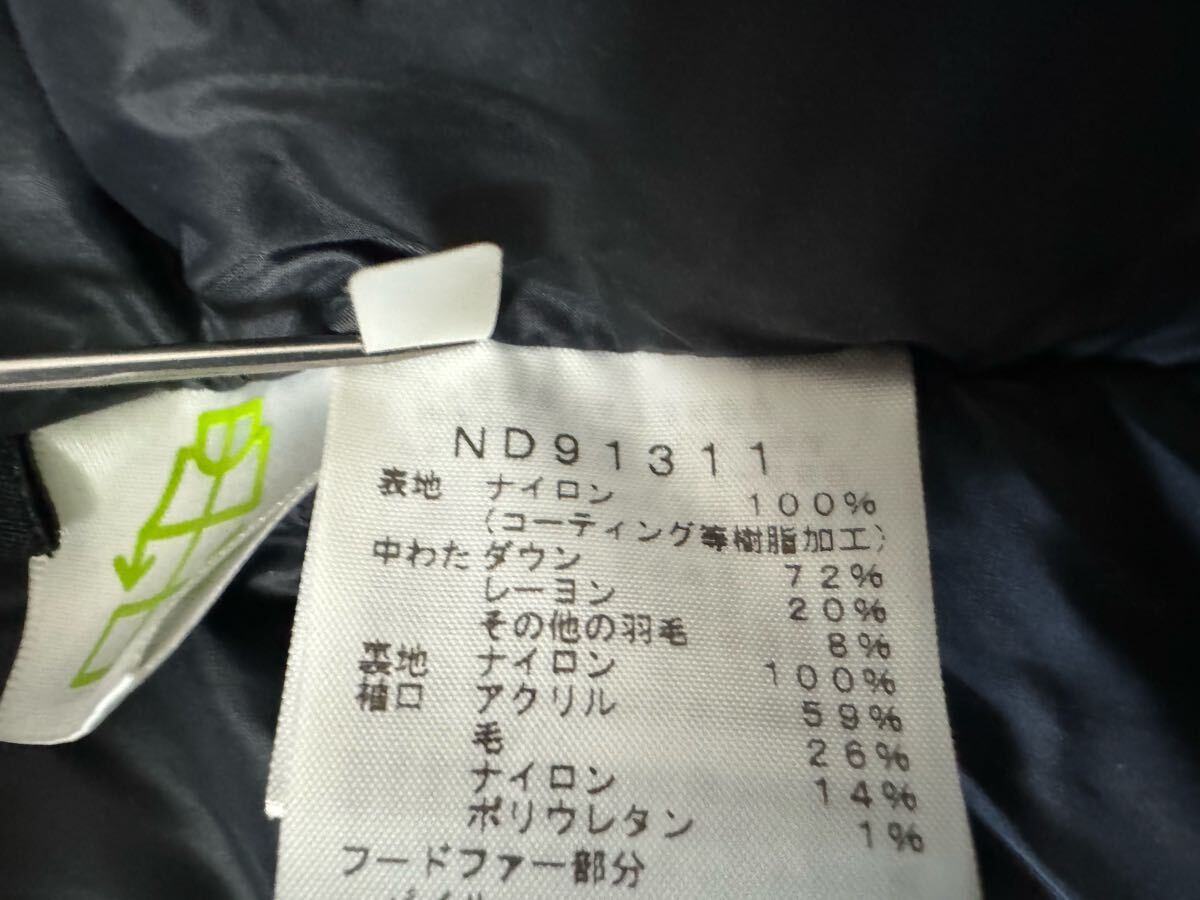 ND91311
表地 ナイロン 100%
(コーティング等樹脂加工)
中わた ダウン 72%
レーヨン 20%
その他の羽毛 8%
裏地 ナイロン 100%
袖口 アクリル 59%
毛 26%
ナイロン 14%
ポリウレタン 1%
フードファー部分